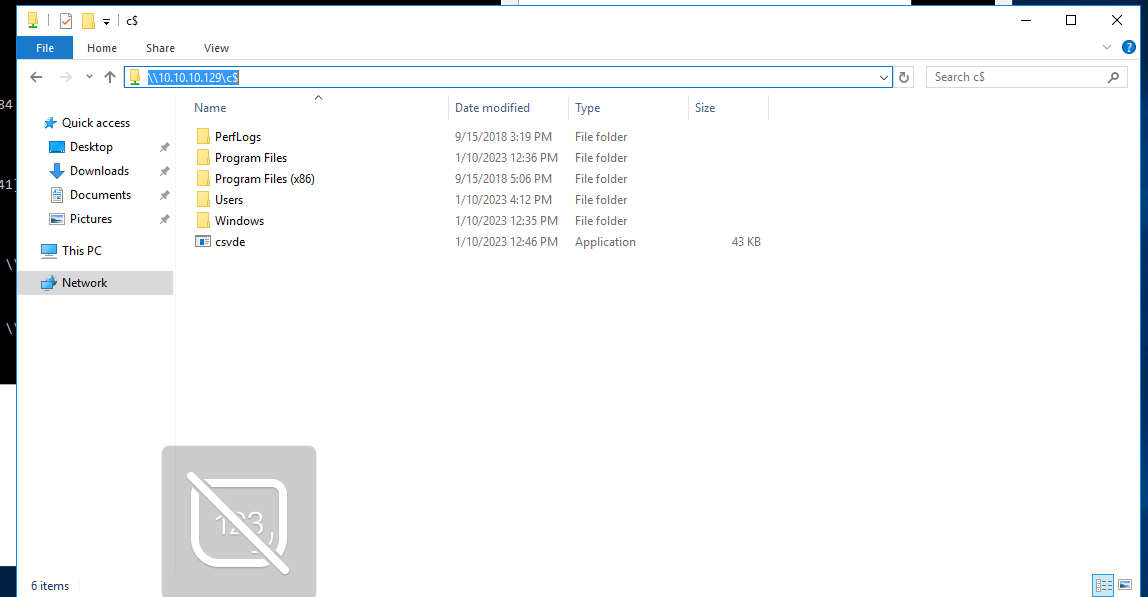 c$
File Home Share View
\\10.10.10.129\c$
Search c$
84
41]
\\
\\
Quick access
Desktop
Downloads
Documents
Pictures
This PC
Network
Name Date modified Type Size
PerfLogs 9/15/2018 3:19 PM File folder
Program Files 1/10/2023 12:36 PM File folder
Program Files (x86) 9/15/2018 5:06 PM File folder
Users 1/10/2023 4:12 PM File folder
Windows 1/10/2023 12:35 PM File folder
csvde 1/10/2023 12:46 PM Application 43 KB
123
6 items